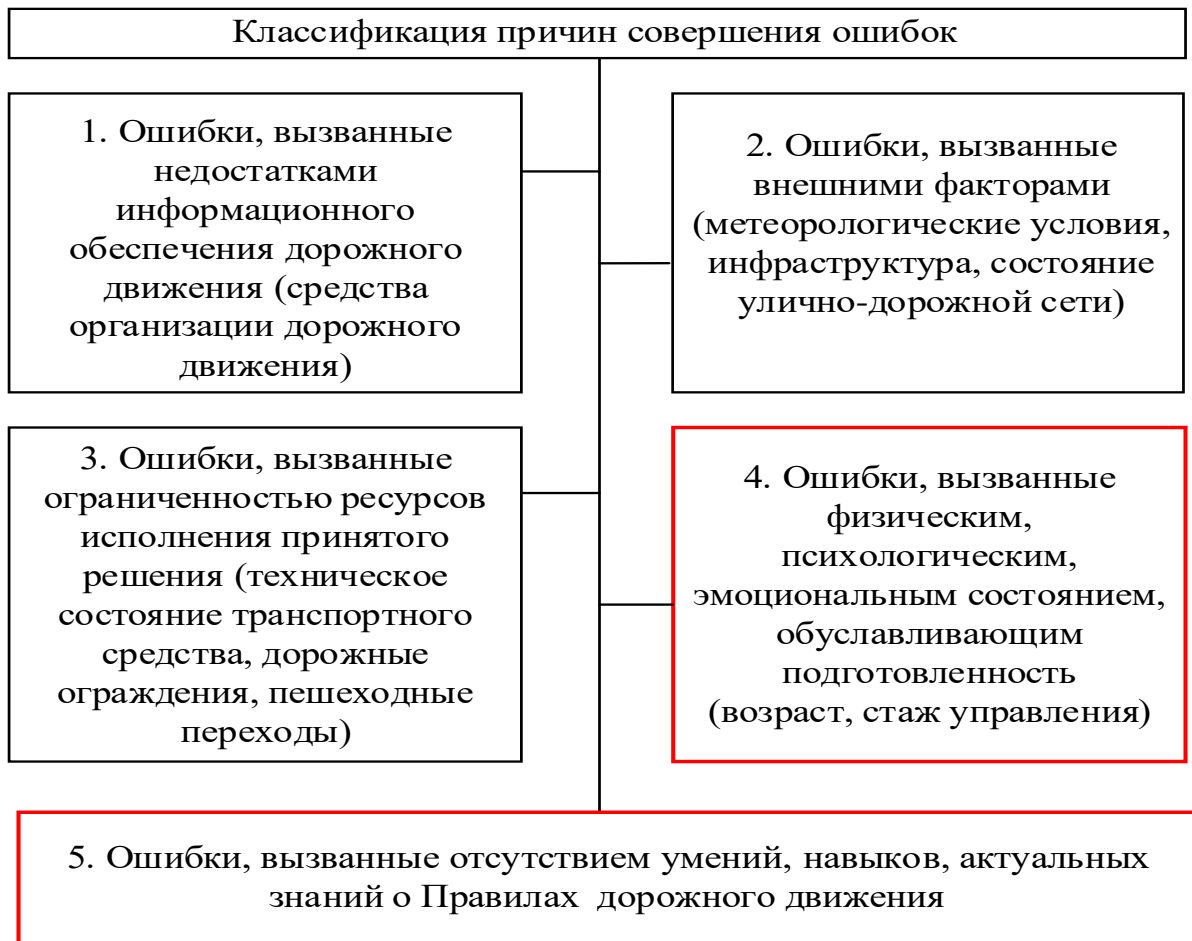 Классификация причин совершения ошибок
1. Ошибки, вызванные
недостатками
информационного
обеспечения дорожного
движения (средства
организации дорожного
движения)
2. Ошибки, вызванные
внешними факторами
(метеорологические условия,
инфраструктура, состояние
улично-дорожной сети)
3. Ошибки, вызванные
ограниченностью ресурсов
исполнения принятого
решения (техническое
состояние транспортного
средства, дорожные
ограждения, пешеходные
переходы)
4. Ошибки, вызванные
физическим,
психологическим,
эмоциональным состоянием,
обуславливающим
подготовленность
(возраст, стаж управления)
5. Ошибки, вызванные отсутствием умений, навыков, актуальных
знаний о Правилах дорожного движения